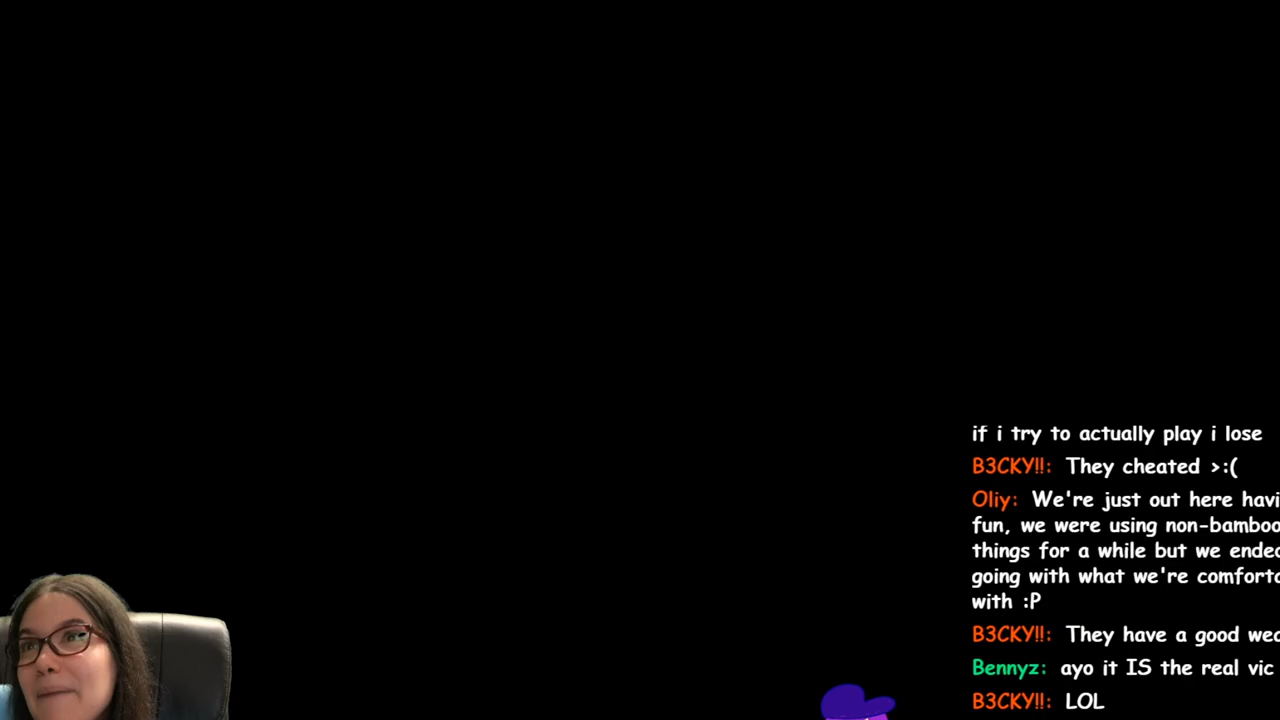 if i try to actually play i lose
B3CKY!!: They cheated >:(
Oliy: We're just out here havi
fun, we were using non-bamboo
things for a while but we ended
going with what we're comforta
with :P
B3CKY!!: They have a good wea
Bennyz: ayo it IS the real vic
B3CKY!!: LOL